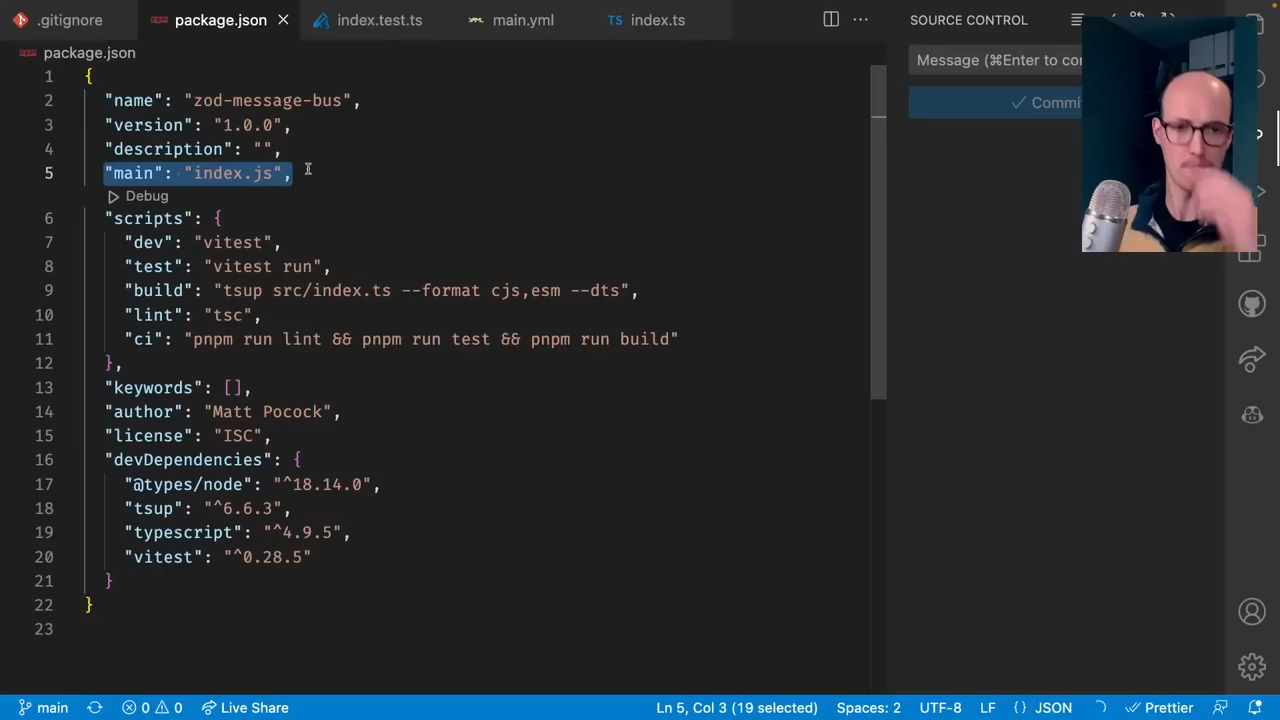 .gitignore
package.json
index.test.ts
main.yml
TS index.ts
SOURCE CONTROL
package.json
Message (⌘Enter to con
Commi
1 {
2 "name": "zod-message-bus",
3 "version": "1.0.0",
4 "description": "",
5 "main": "index.js",
Debug
6 "scripts": {
7 "dev": "vitest",
8 "test": "vitest run",
9 "build": "tsup src/index.ts --format cjs,esm --dts",
10 "lint": "tsc",
11 "ci": "pnpm run lint && pnpm run test && pnpm run build"
12 },
13 "keywords": [],
14 "author": "Matt Pocock",
15 "license": "ISC",
16 "devDependencies": {
17 "@types/node": "^18.14.0",
18 "tsup": "^6.6.3",
19 "typescript": "^4.9.5",
20 "vitest": "^0.28.5"
21 }
22 }
23
main 0 0 Live Share Ln 5, Col 3 (19 selected) Spaces: 2 UTF-8 LF {} JSON Prettier